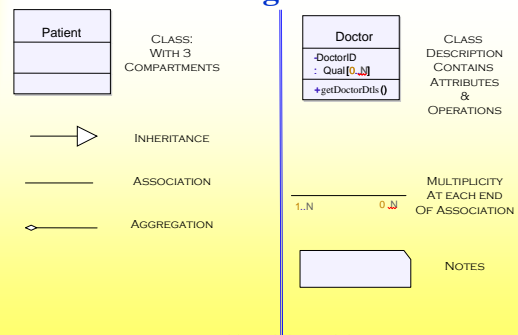 Patient
CLASS:
WITH 3
COMPARTMENTS
INHERITANCE
ASSOCIATION
AGGREGATION
Doctor
-DoctorID
: Qual[0..N]
+getDoctorDtls()
CLASS
DESCRIPTION
CONTAINS
ATTRIBUTES
&
OPERATIONS
1..N
0..N
MULTIPLICITY
AT EACH END
OF ASSOCIATION
NOTES